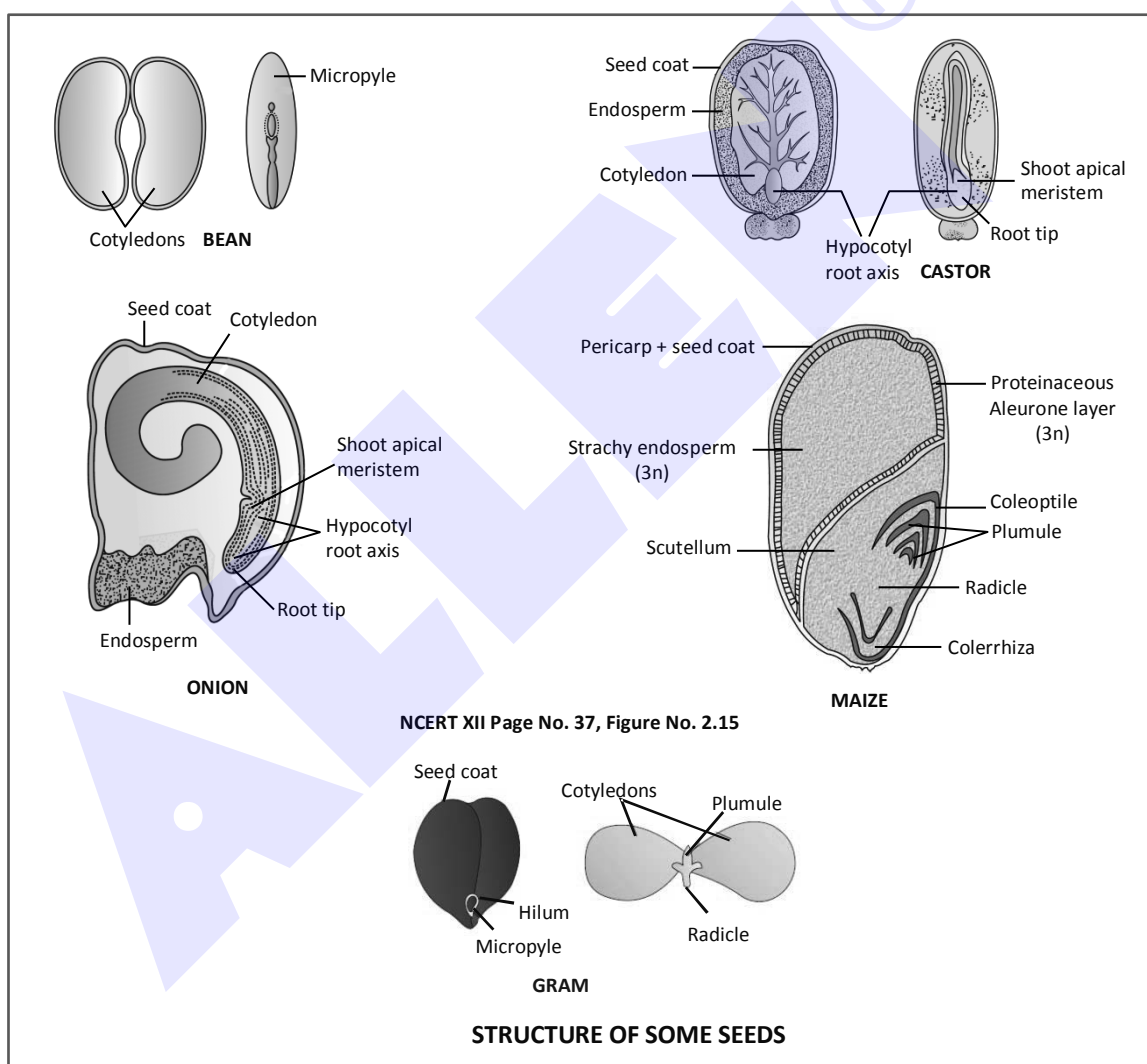 Micropyle
Cotyledons
BEAN
Seed coat
Endosperm
Cotyledon
Shoot apical
meristem
Root tip
Hypocotyl
root axis
CASTOR
Seed coat
Cotyledon
Shoot apical
meristem
Hypocotyl
root axis
Root tip
Endosperm
ONION
Pericarp + seed coat
Proteinaceous
Aleurone layer
(3n)
Strachy endosperm
(3n)
Coleoptile
Plumule
Scutellum
Radicle
Colerrhiza
MAIZE
NCERT XII Page No. 37, Figure No. 2.15
Seed coat
Hilum
Micropyle
Cotyledons
Plumule
Radicle
GRAM
STRUCTURE OF SOME SEEDS
ALLEN®